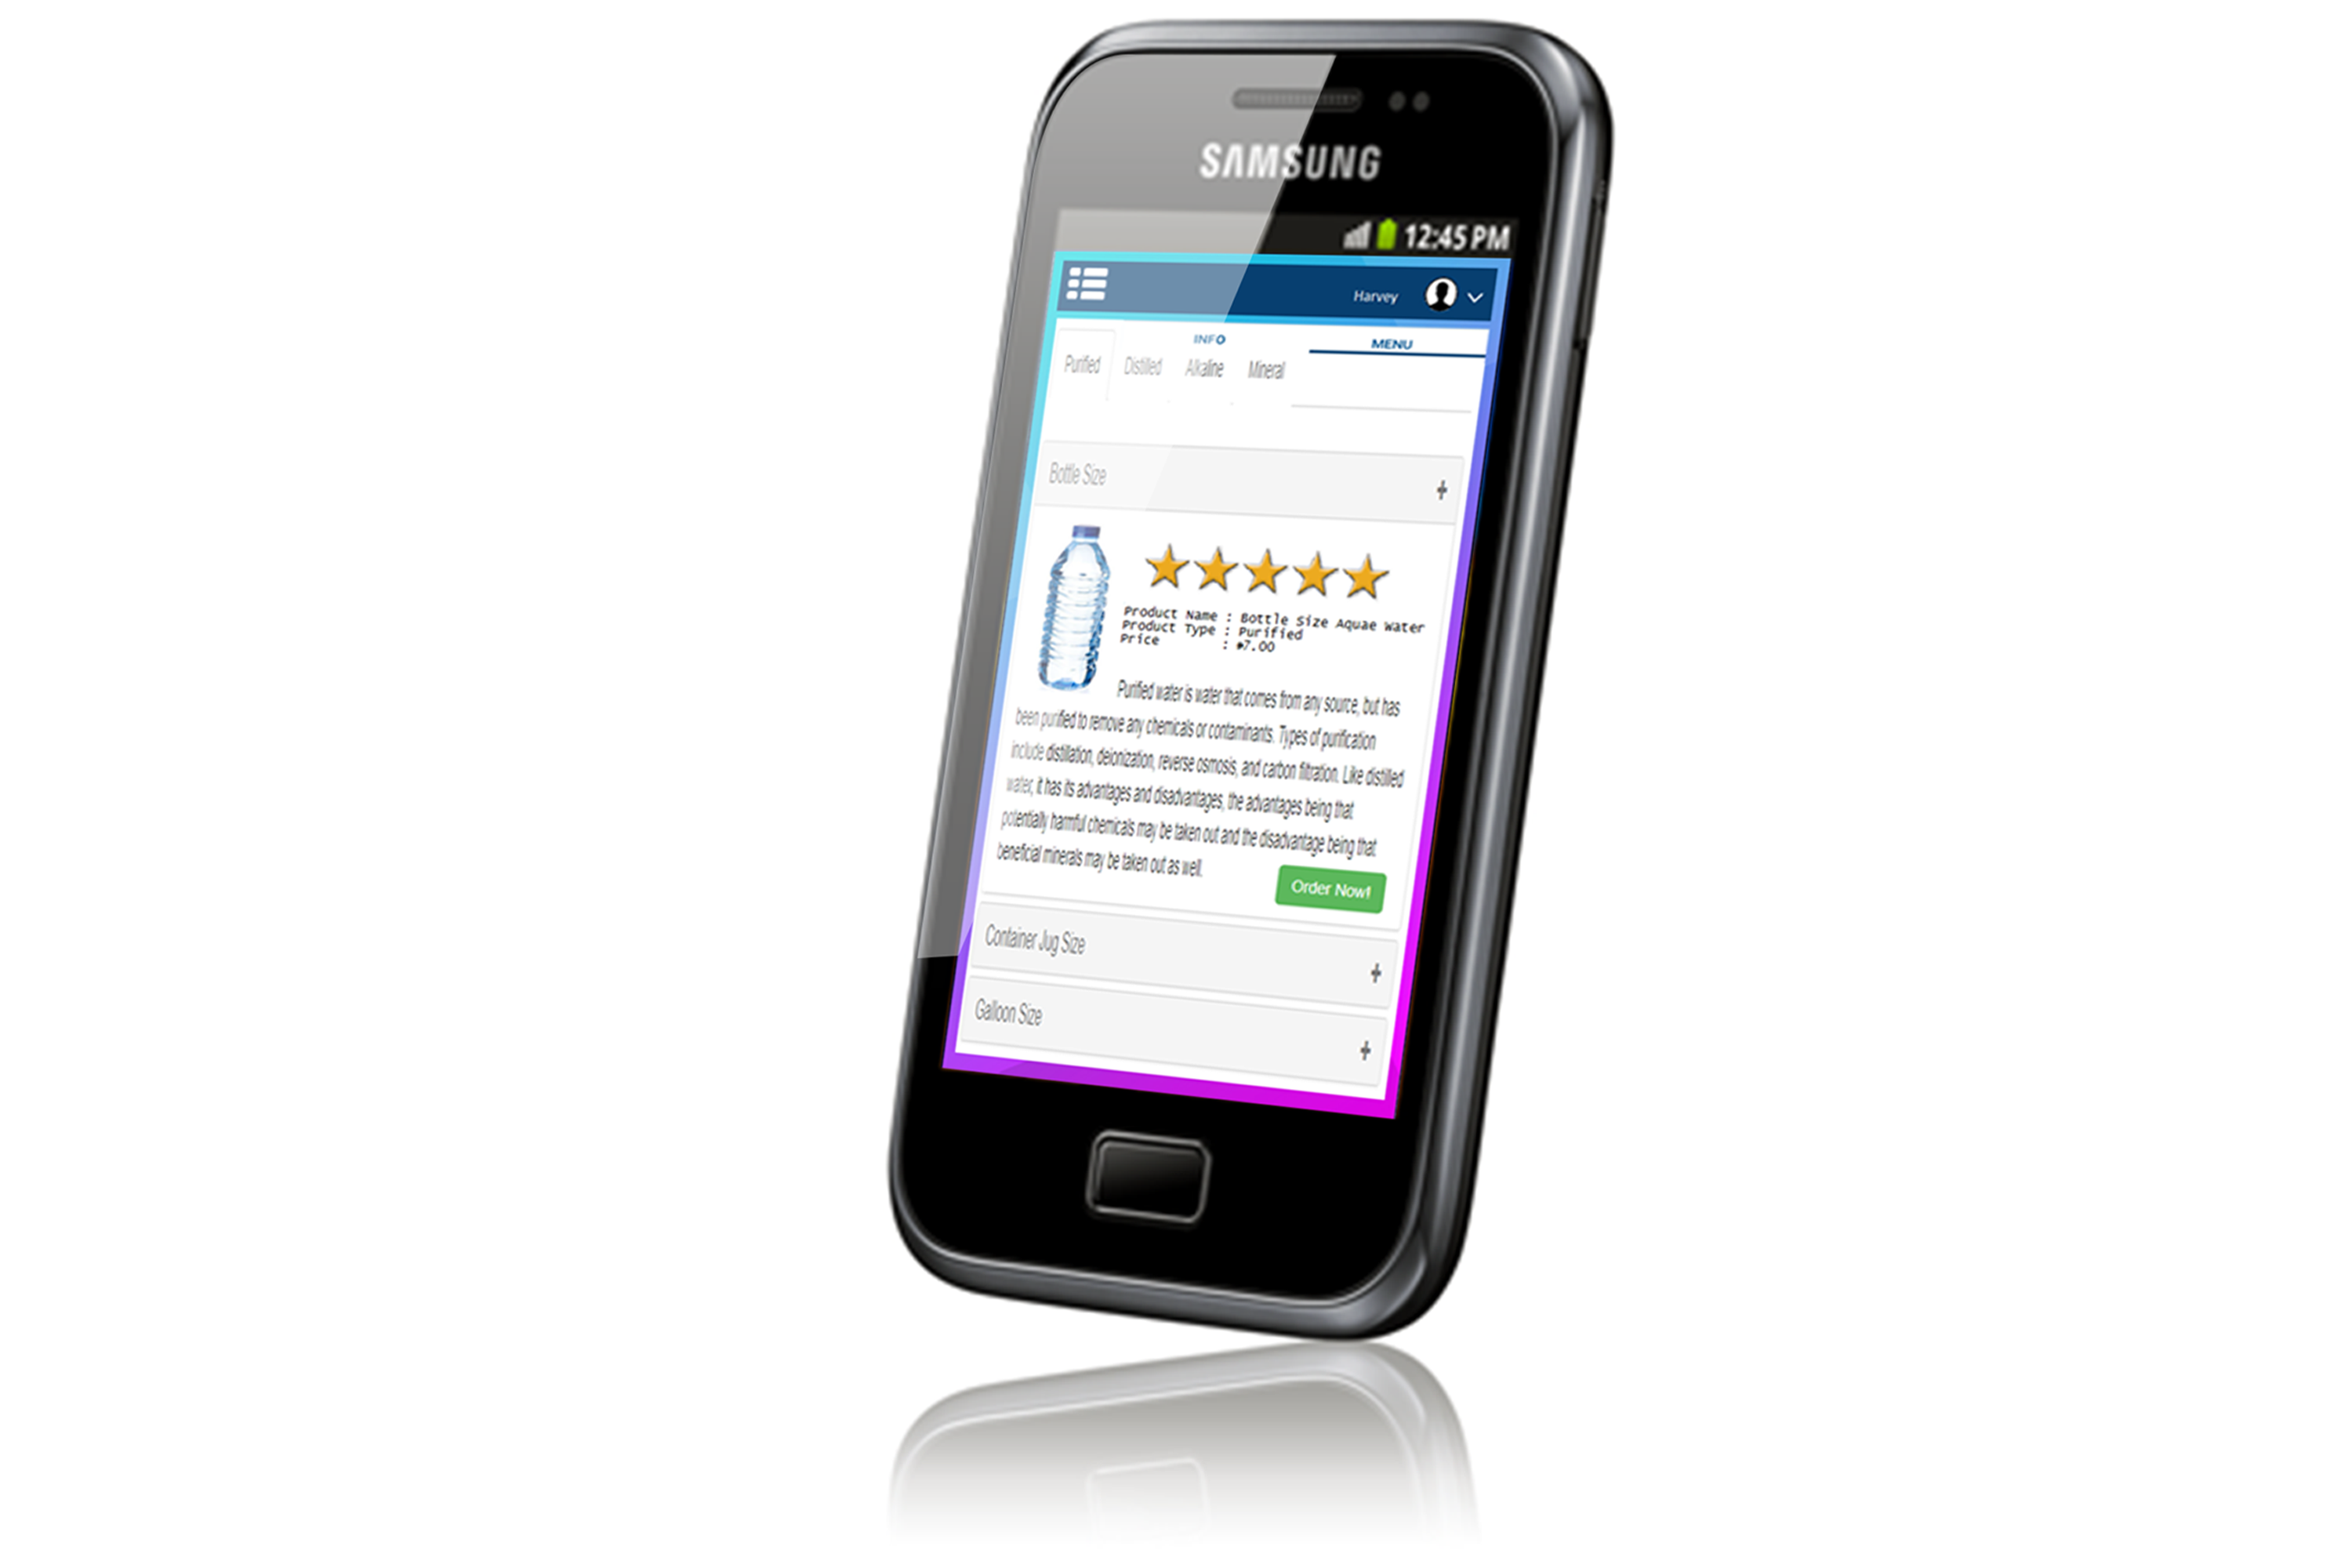 SAMSUNG
12:45 PM
Harvey
INFO
MENU
Purified Distilled Alkaline Mineral
Bottle Size +
Product Name : Bottle Size Aquae Water
Product Type : Purified
Price : ₱7.00
Purified water is water that comes from any source, but has
been purified to remove any chemicals or contaminants. Types of purification
include distillation, deionization, reverse osmosis, and carbon filtration. Like distilled
water, it has its advantages and disadvantages, the advantages being that
potentially harmful chemicals may be taken out and the disadvantage being that
beneficial minerals may be taken out as well.
Order Now!
Container Jug Size +
Galloon Size +